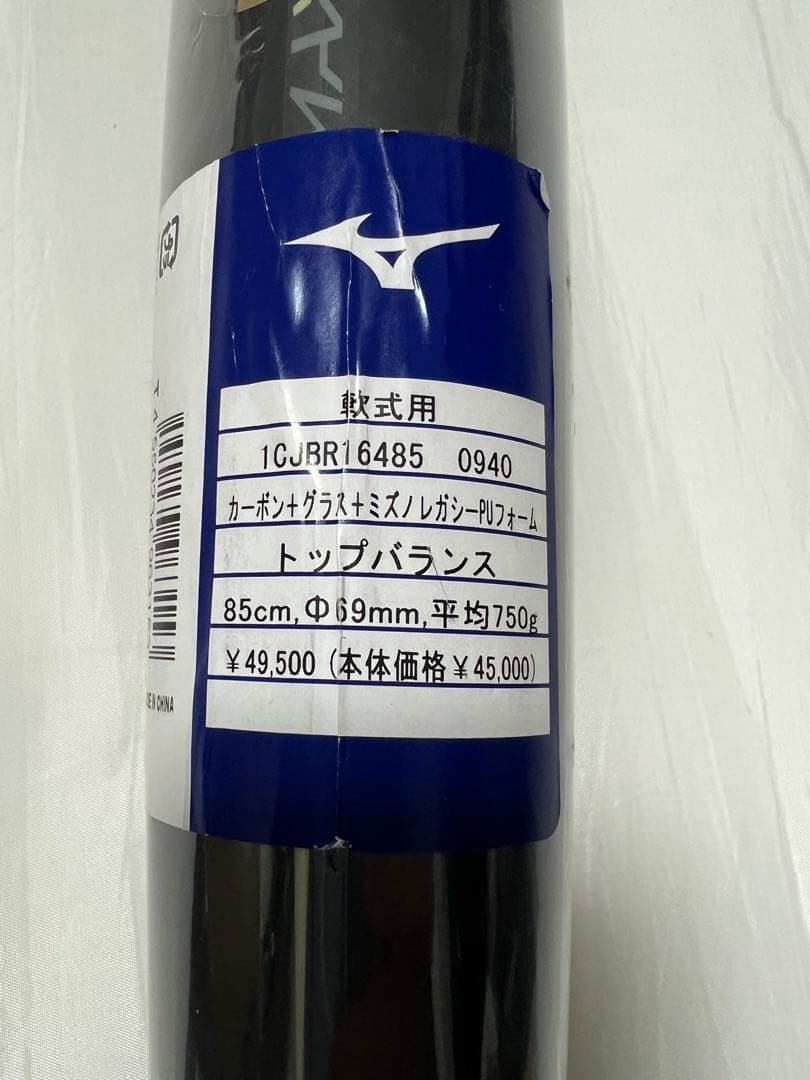 軟式用
1CJBR16485 0940
カーボン+グラス+ミズノレガシーPUフォーム
トップバランス
85cm,Φ69mm,平均750g
¥49,500 (本体価格¥45,000)
CHINA